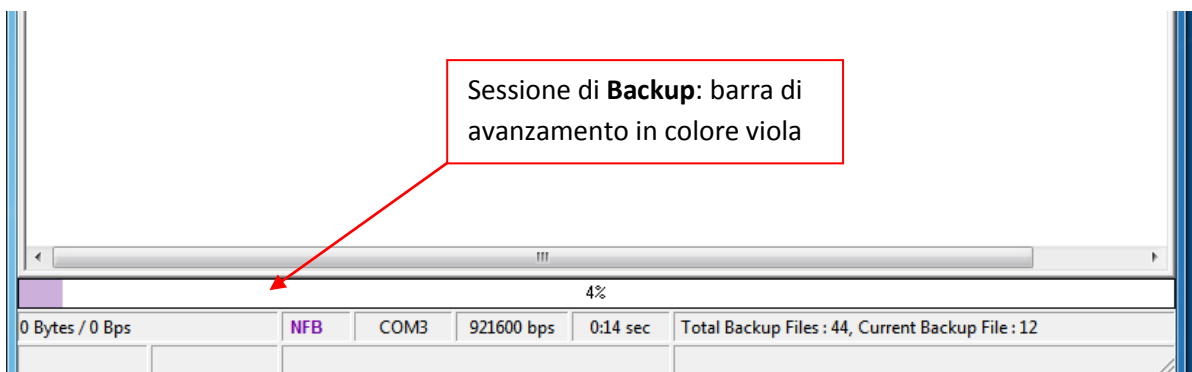 Sessione di Backup: barra di
avanzamento in colore viola
4%
0 Bytes / 0 Bps NFB COM3 921600 bps 0:14 sec Total Backup Files : 44, Current Backup File : 12